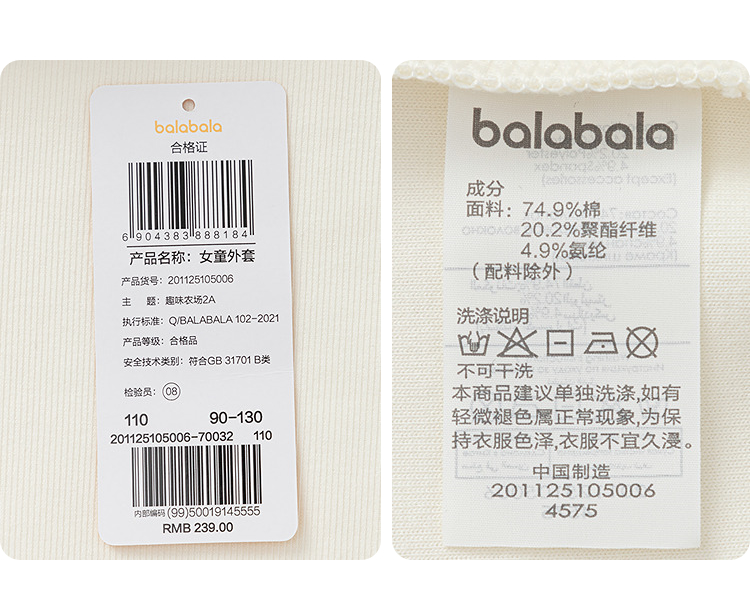 balabala
合格证
6 904383 888184
产品名称：女童外套
产品货号：201125105006
主 题：趣味农场2A
执行标准：Q/BALABALA 102-2021
产品等级：合格品
安全技术类别：符合GB 31701 B类
检验员：08
110 90-130
201125105006-70032 110
内部编码 (99)50019145555
RMB 239.00
balabala
成分
面料：74.9%棉
20.2%聚酯纤维
4.9%氨纶
（配料除外）
洗涤说明
不可干洗
本商品建议单独洗涤,如有
轻微褪色属正常现象,为保
持衣服色泽,衣服不宜久浸。
中国制造
201125105006
4575